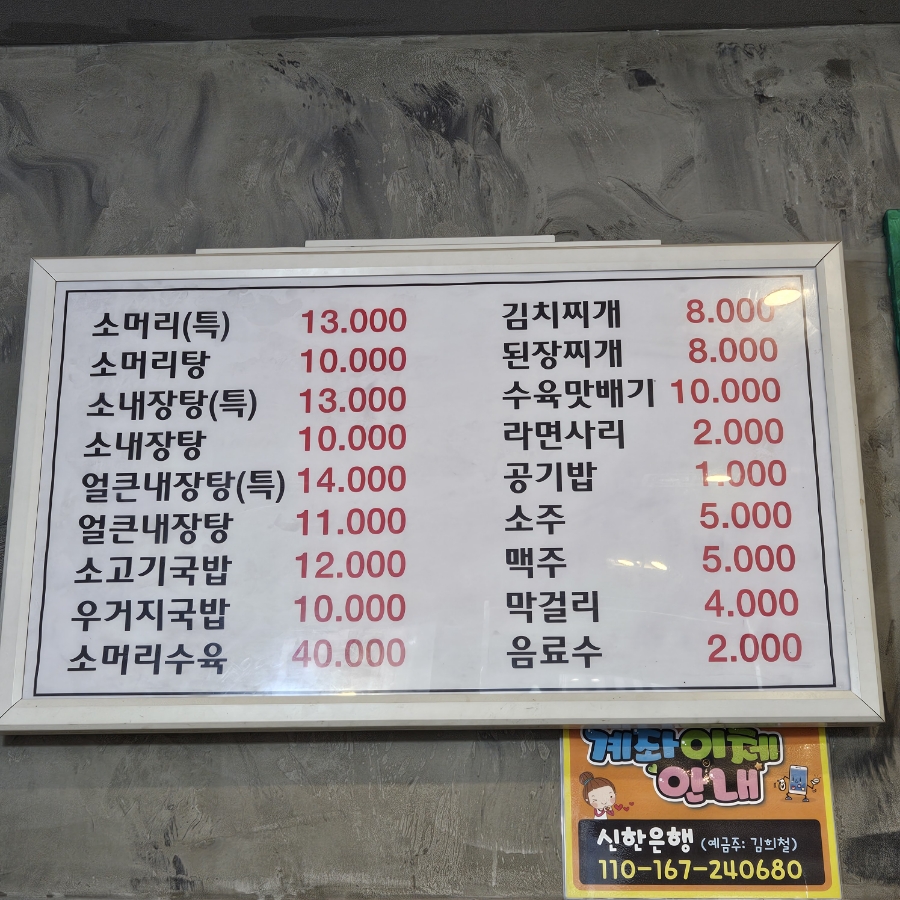 소머리(특) 13.000
소머리탕 10.000
소내장탕(특) 13.000
소내장탕 10.000
얼큰내장탕(특) 14.000
얼큰내장탕 11.000
소고기국밥 12.000
우거지국밥 10.000
소머리수육 40.000
김치찌개 8.000
된장찌개 8.000
수육맛배기 10.000
라면사리 2.000
공기밥 1.000
소주 5.000
맥주 5.000
막걸리 4.000
음료수 2.000
계좌이체
안내
신한은행 (예금주: 김희철)
110-167-240680